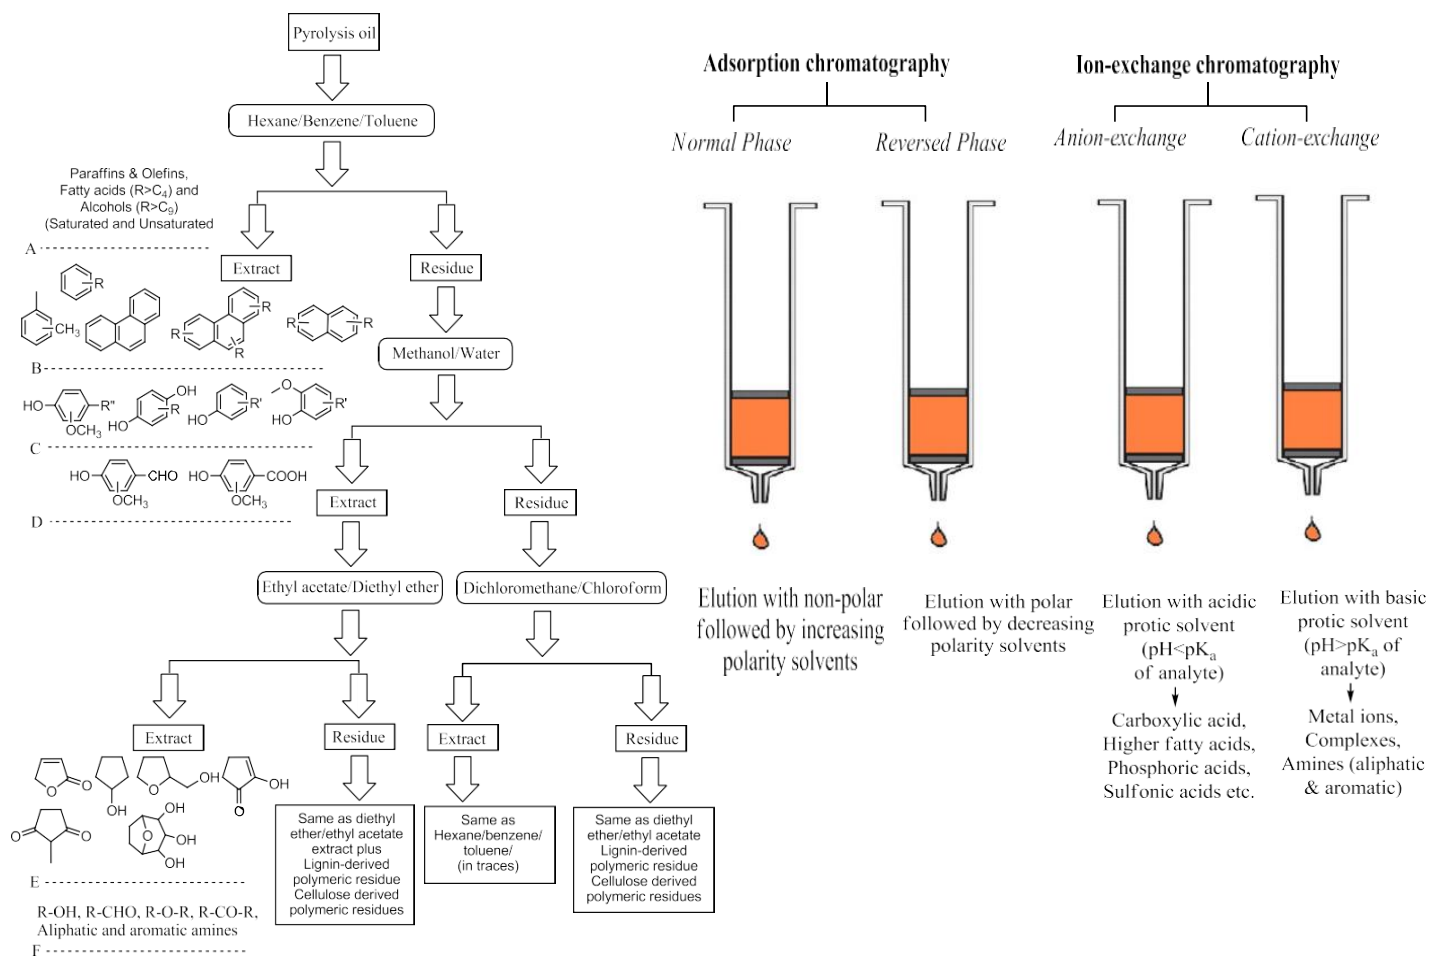 Pyrolysis oil
Hexane/Benzene/Toluene
Paraffins & Olefins,
Fatty acids (R>C4) and
Alcohols (R>C9)
(Saturated and Unsaturated
A
Extract
Residue
R
CH3
R
R
R
R
R
Methanol/Water
B
HO
R"
OCH3
OH
R
HO
HO
R'
O
HO
R'
C
HO
CHO
OCH3
HO
COOH
OCH3
D
Extract
Residue
Ethyl acetate/Diethyl ether
Dichloromethane/Chloroform
Extract
Residue
Extract
Residue
O
O
OH
O
OH
OH
O
O
O
O
OH
OH
OH
E
R-OH, R-CHO, R-O-R, R-CO-R,
Aliphatic and aromatic amines
F
Same as diethyl
ether/ethyl acetate
extract plus
Lignin-derived
polymeric residue
Cellulose derived
polymeric residues
Same as
Hexane/benzene/
toluene/
(in traces)
Same as diethyl
ether/ethyl acetate
Lignin-derived
polymeric residue
Cellulose derived
polymeric residues
Adsorption chromatography
Normal Phase
Reversed Phase
Elution with non-polar
followed by increasing
polarity solvents
Elution with polar
followed by decreasing
polarity solvents
Ion-exchange chromatography
Anion-exchange
Cation-exchange
Elution with acidic
protic solvent
(pH<pKa
of analyte)
Carboxylic acid,
Higher fatty acids,
Phosphoric acids,
Sulfonic acids etc.
Elution with basic
protic solvent
(pH>pKa of
analyte)
Metal ions,
Complexes,
Amines (aliphatic
& aromatic)